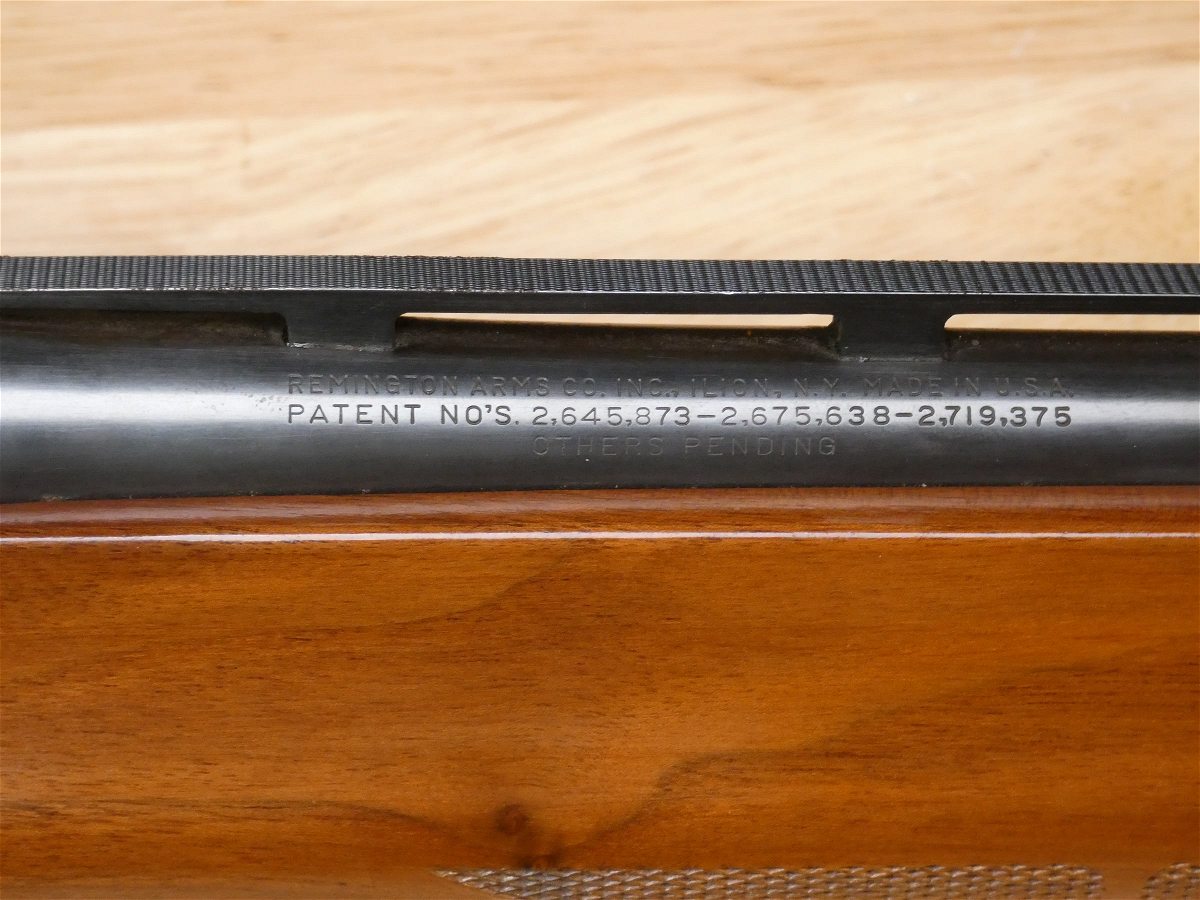 REMINGTON ARMS CO. INC., ILION, N.Y. MADE IN U.S.A.
PATENT NO'S. 2,645,873-2,675,638-2,719,375
OTHERS PENDING